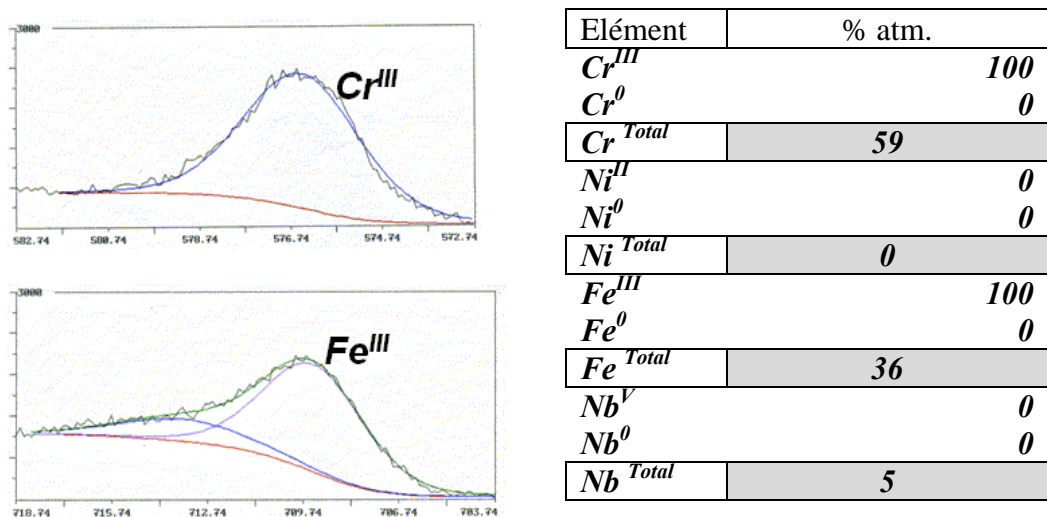 3000
Cr^III
582.74 580.74 578.74 576.74 574.74 572.74
3000
Fe^III
718.74 715.74 712.74 709.74 706.74 703.74
Elément % atm.
Cr^III 100
Cr^0 0
Cr ^Total 59
Ni^II 0
Ni^0 0
Ni ^Total 0
Fe^III 100
Fe^0 0
Fe ^Total 36
Nb^V 0
Nb^0 0
Nb ^Total 5